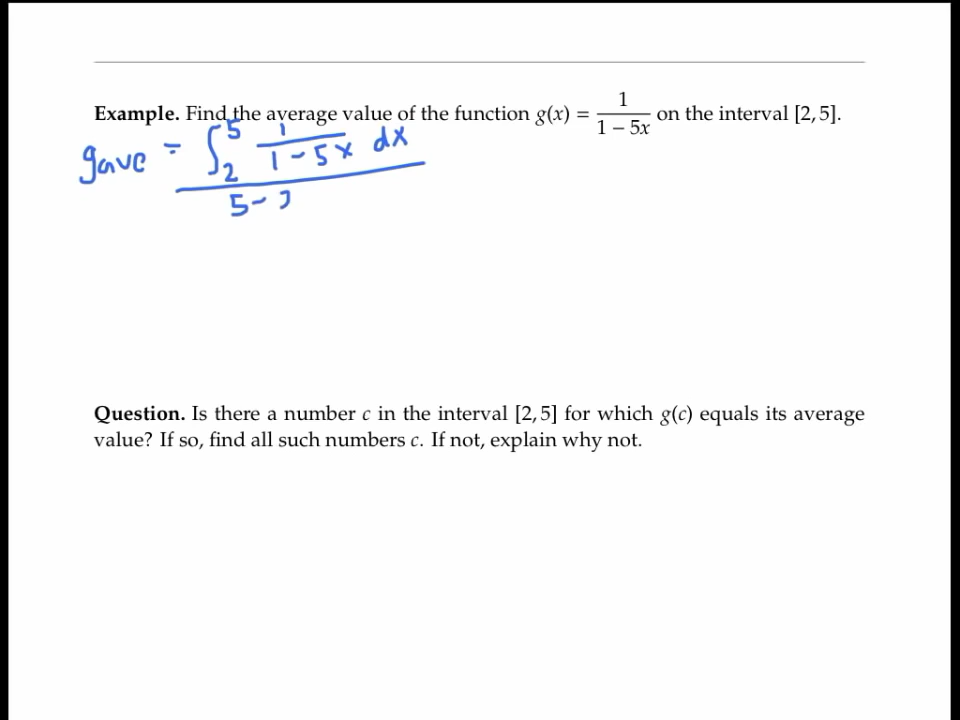 Example. Find the average value of the function g(x) = 1/(1 − 5x) on the interval [2, 5].
gave = ∫₂⁵ 1/(1-5x) dx
5-2
Question. Is there a number c in the interval [2, 5] for which g(c) equals its average
value? If so, find all such numbers c. If not, explain why not.